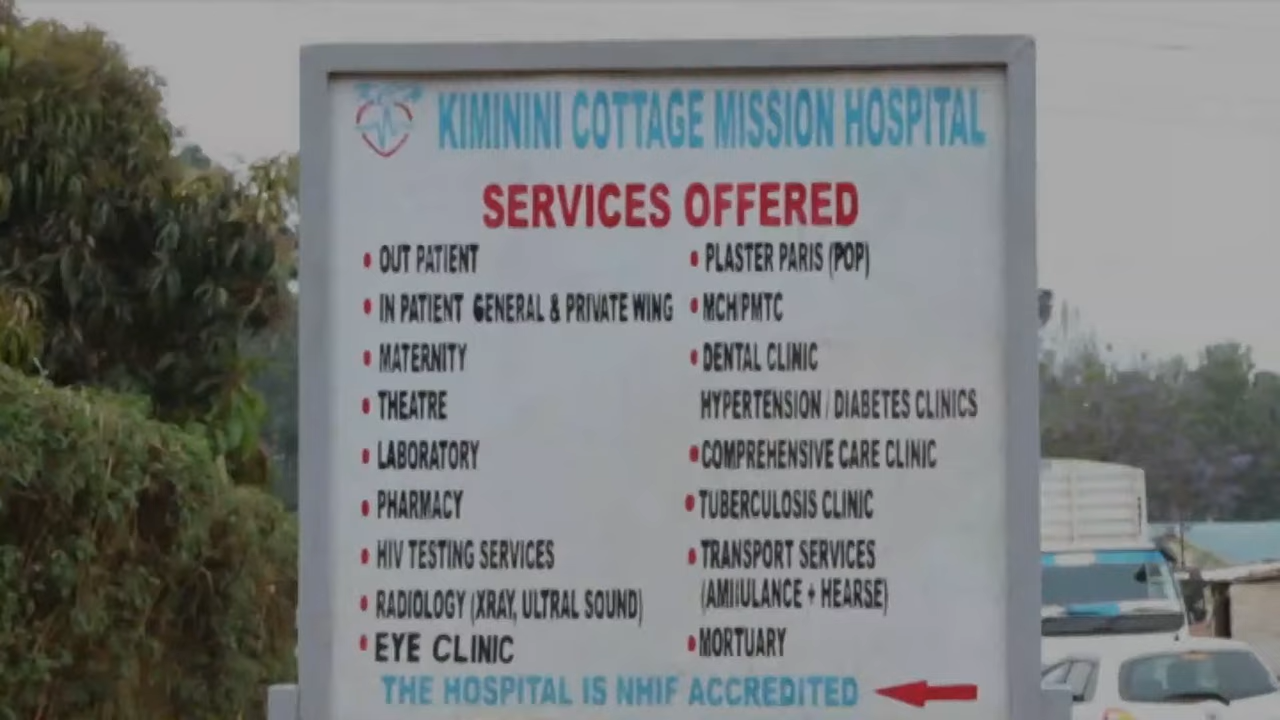 KIMININI COTTAGE MISSION HOSPITAL
SERVICES OFFERED
• OUT PATIENT
• IN PATIENT GENERAL & PRIVATE WING
• MATERNITY
• THEATRE
• LABORATORY
• PHARMACY
• HIV TESTING SERVICES
• RADIOLOGY (XRAY, ULTRAL SOUND)
• EYE CLINIC
• PLASTER PARIS (POP)
• MCH/PMTC
• DENTAL CLINIC
HYPERTENSION / DIABETES CLINICS
• COMPREHENSIVE CARE CLINIC
• TUBERCULOSIS CLINIC
• TRANSPORT SERVICES
(AMBULANCE + HEARSE)
• MORTUARY
THE HOSPITAL IS NHIF ACCREDITED